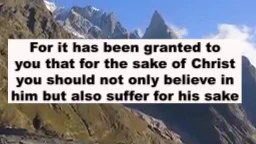 For it has been granted to
you that for the sake of Christ
you should not only believe in
him but also suffer for his sake